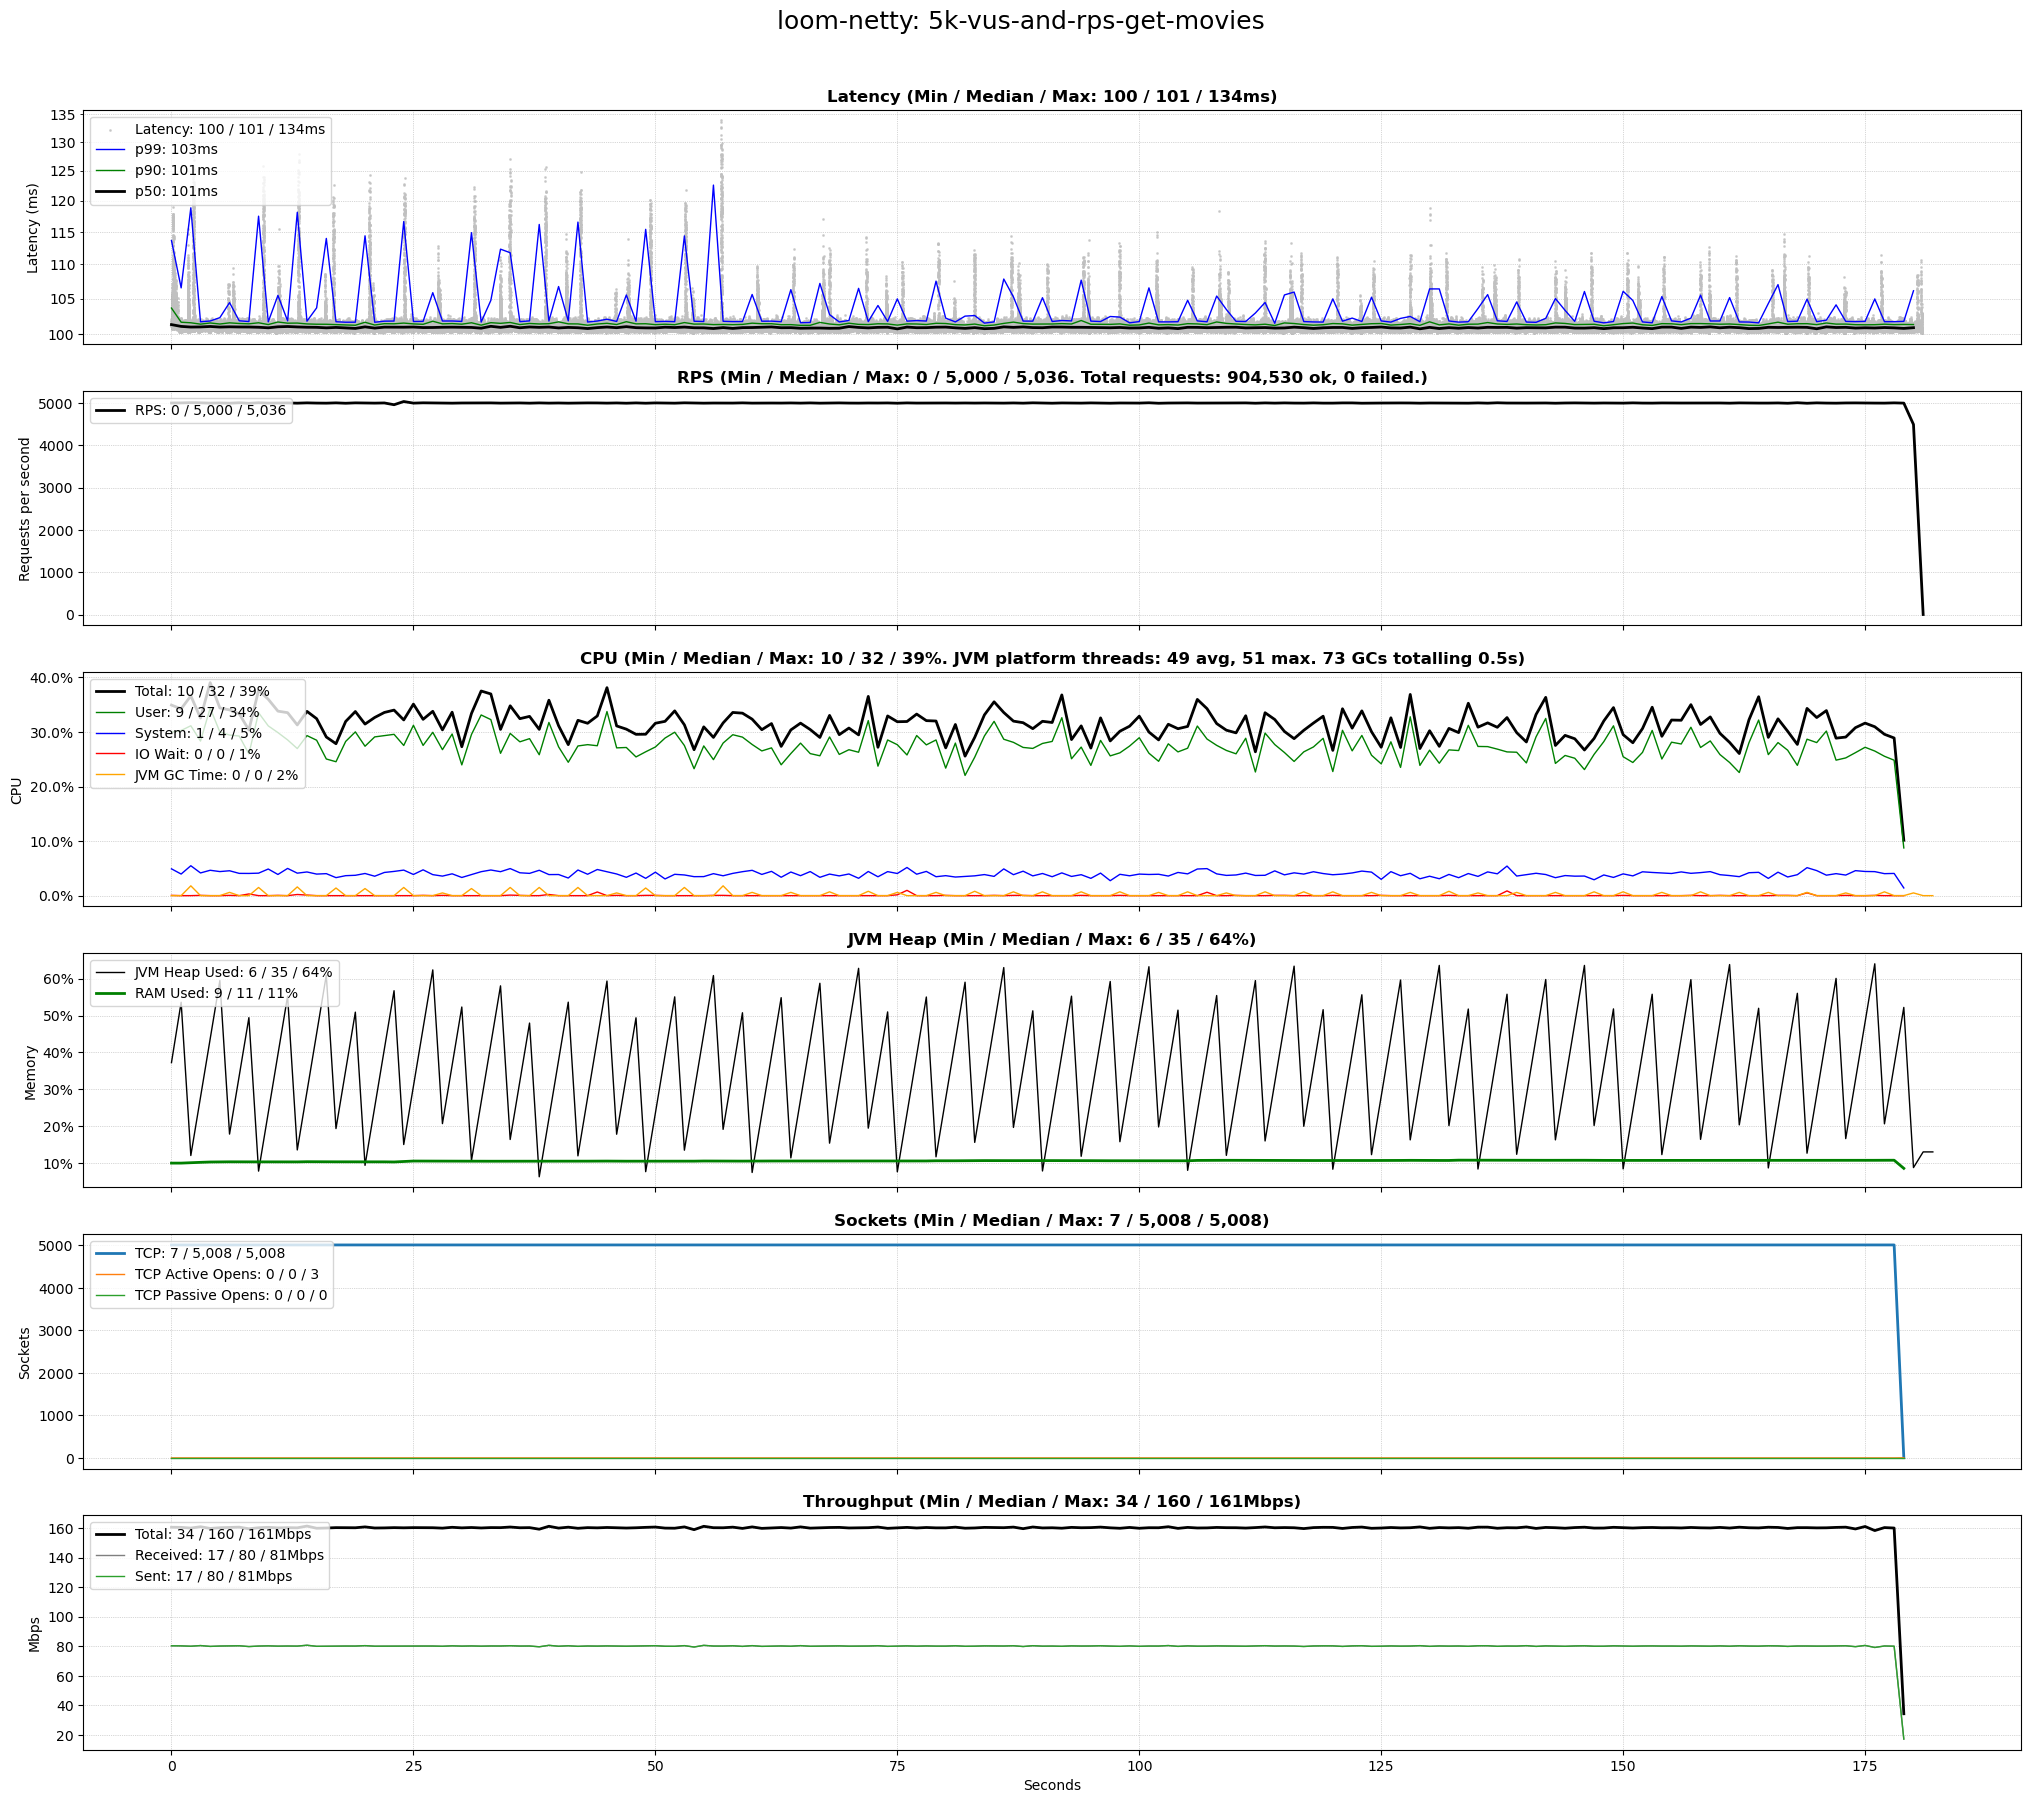 loom-netty: 5k-vus-and-rps-get-movies
Latency (Min / Median / Max: 100 / 101 / 134ms)
Latency (ms)
135
130
125
120
115
110
105
100
Latency: 100 / 101 / 134ms
p99: 103ms
p90: 101ms
p50: 101ms
RPS (Min / Median / Max: 0 / 5,000 / 5,036. Total requests: 904,530 ok, 0 failed.)
Requests per second
5000
4000
3000
2000
1000
0
RPS: 0 / 5,000 / 5,036
CPU (Min / Median / Max: 10 / 32 / 39%. JVM platform threads: 49 avg, 51 max. 73 GCs totalling 0.5s)
CPU
40.0%
30.0%
20.0%
10.0%
0.0%
Total: 10 / 32 / 39%
User: 9 / 27 / 34%
System: 1 / 4 / 5%
IO Wait: 0 / 0 / 1%
JVM GC Time: 0 / 0 / 2%
JVM Heap (Min / Median / Max: 6 / 35 / 64%)
Memory
60%
50%
40%
30%
20%
10%
JVM Heap Used: 6 / 35 / 64%
RAM Used: 9 / 11 / 11%
Sockets (Min / Median / Max: 7 / 5,008 / 5,008)
Sockets
5000
4000
3000
2000
1000
0
TCP: 7 / 5,008 / 5,008
TCP Active Opens: 0 / 0 / 3
TCP Passive Opens: 0 / 0 / 0
Throughput (Min / Median / Max: 34 / 160 / 161Mbps)
Mbps
160
140
120
100
80
60
40
20
Total: 34 / 160 / 161Mbps
Received: 17 / 80 / 81Mbps
Sent: 17 / 80 / 81Mbps
0 25 50 75 100 125 150 175
Seconds